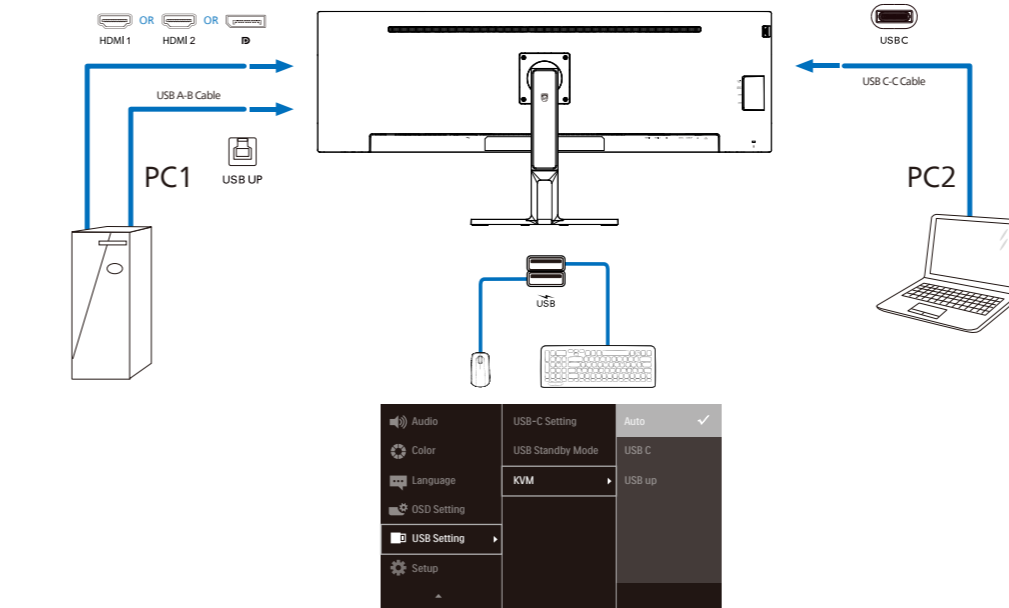 OR OR
HDMI 1 HDMI 2
USB C
USB A-B Cable
USB C-C Cable
PC1
USB UP
PC2
USB
Audio
Color
Language
OSD Setting
USB Setting
Setup
USB-C Setting
USB Standby Mode
KVM
Auto
USB C
USB up